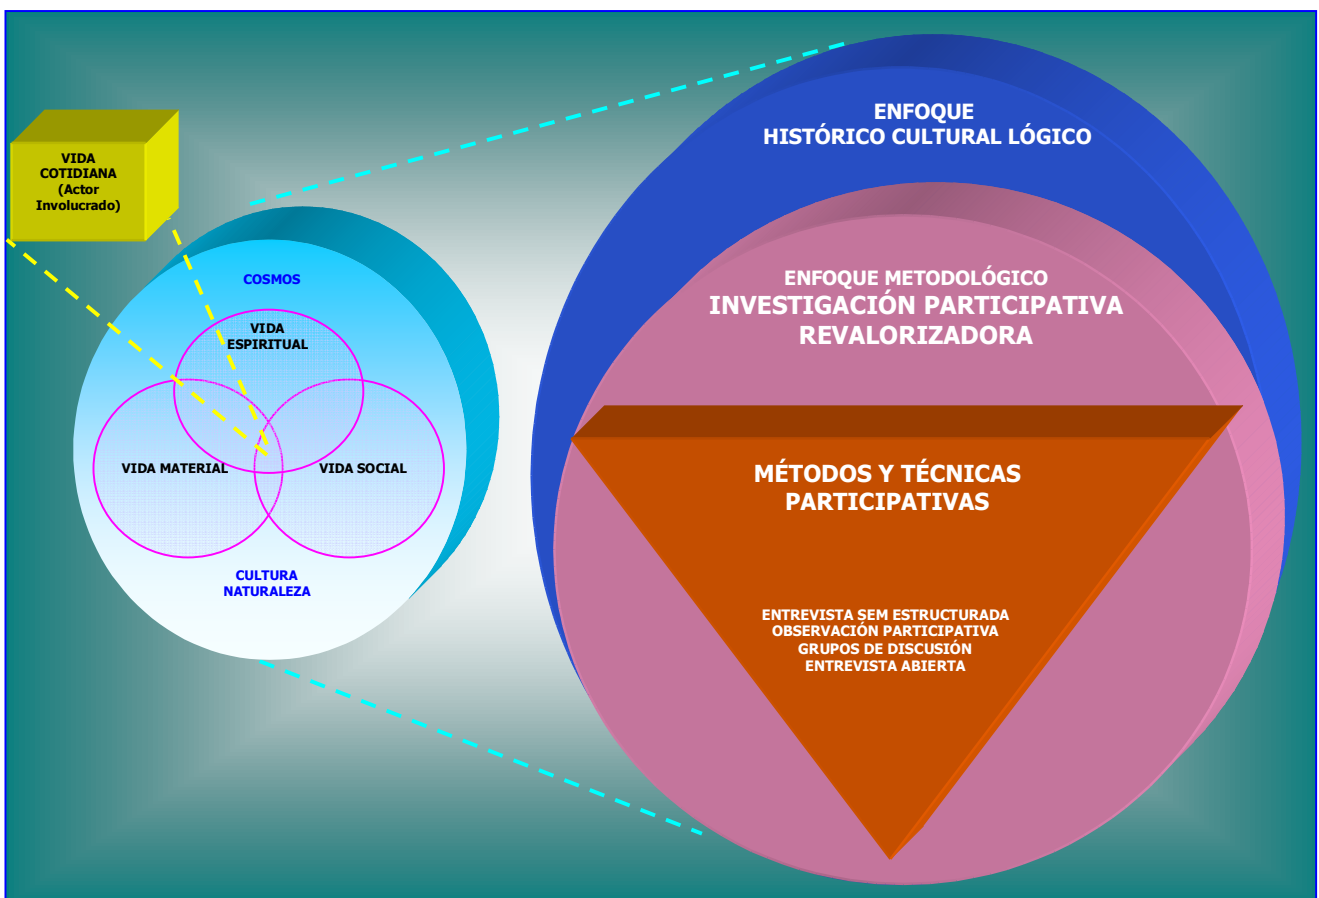 VIDA
COTIDIANA
(Actor
Involucrado)
COSMOS
VIDA
ESPIRITUAL
VIDA MATERIAL
VIDA SOCIAL
CULTURA
NATURALEZA
ENFOQUE
HISTÓRICO CULTURAL LÓGICO
ENFOQUE METODOLÓGICO
INVESTIGACIÓN PARTICIPATIVA
REVALORIZADORA
MÉTODOS Y TÉCNICAS
PARTICIPATIVAS
ENTREVISTA SEM ESTRUCTURADA
OBSERVACIÓN PARTICIPATIVA
GRUPOS DE DISCUSIÓN
ENTREVISTA ABIERTA